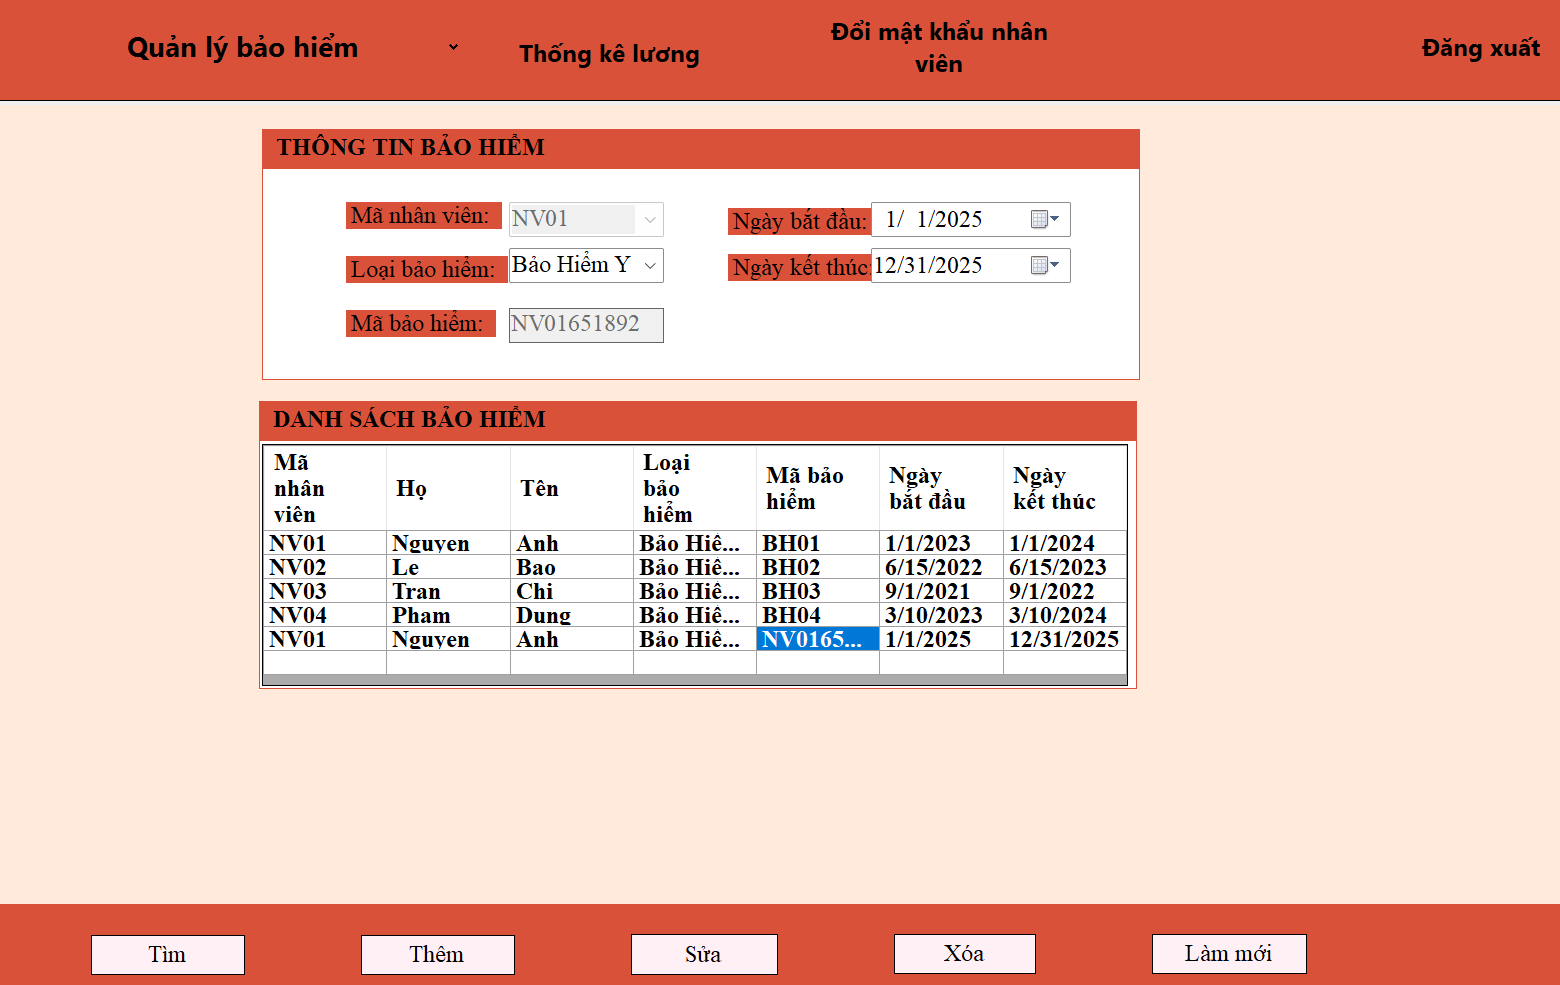 Quản lý bảo hiểm
Thống kê lương
Đổi mật khẩu nhân
viên
Đăng xuất
THÔNG TIN BẢO HIỂM
Mã nhân viên: NV01
Ngày bắt đầu: 1/ 1/2025
Loại bảo hiểm: Bảo Hiểm Y
Ngày kết thúc: 12/31/2025
Mã bảo hiểm: NV01651892
DANH SÁCH BẢO HIỂM
Mã nhân viên Họ Tên Loại bảo hiểm Mã bảo hiểm Ngày bắt đầu Ngày kết thúc
NV01 Nguyen Anh Bảo Hiể... BH01 1/1/2023 1/1/2024
NV02 Le Bao Bảo Hiể... BH02 6/15/2022 6/15/2023
NV03 Tran Chi Bảo Hiể... BH03 9/1/2021 9/1/2022
NV04 Pham Dung Bảo Hiể... BH04 3/10/2023 3/10/2024
NV01 Nguyen Anh Bảo Hiể... NV0165... 1/1/2025 12/31/2025
Tìm
Thêm
Sửa
Xóa
Làm mới